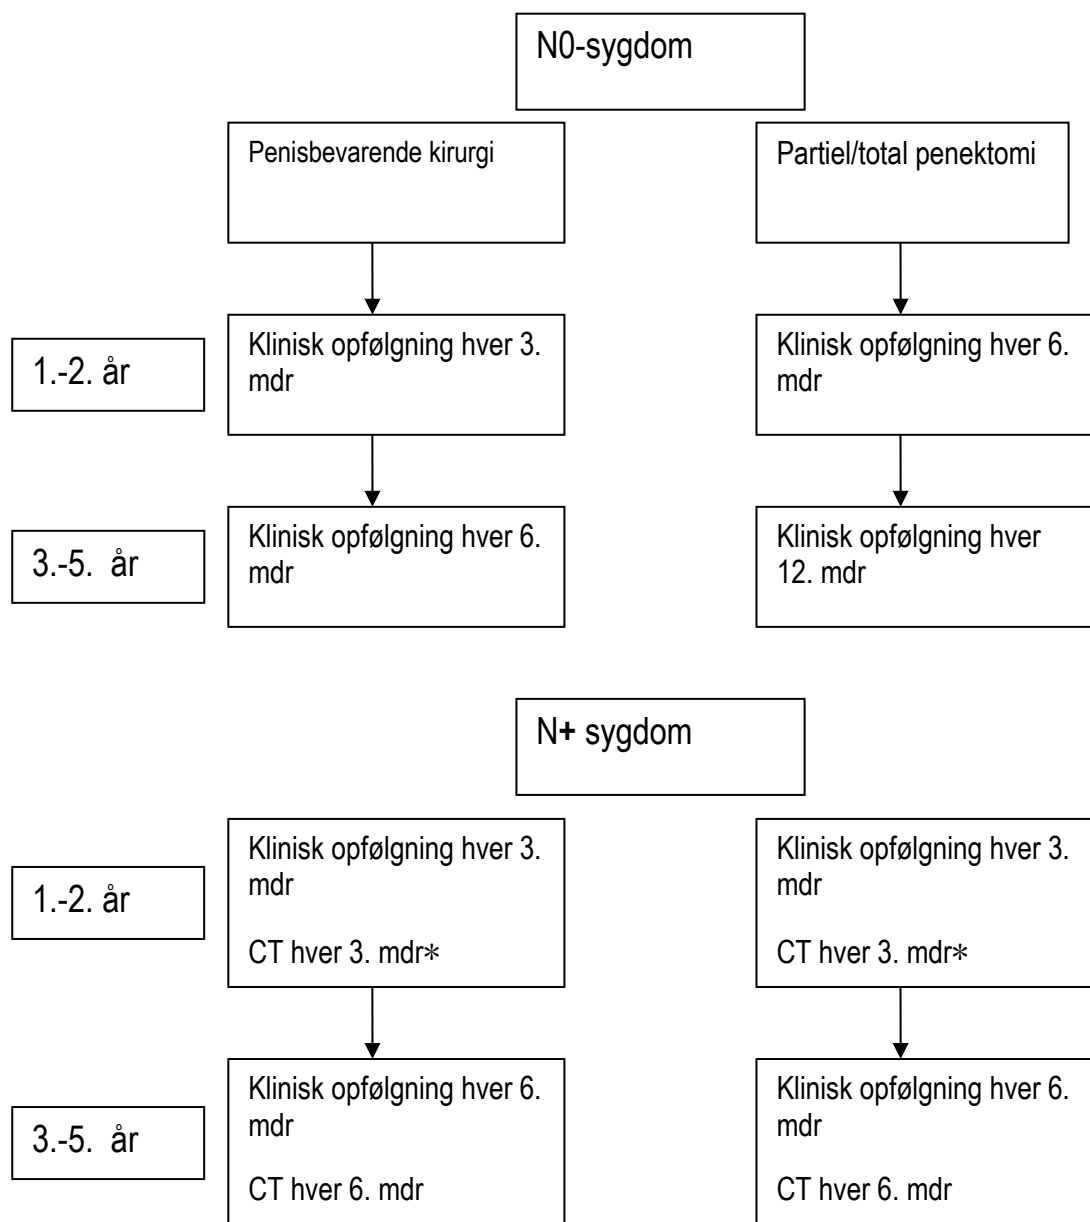 N0-sygdom
Penisbevarende kirurgi
Partiel/total penektomi
1.-2. år
Klinisk opfølgning hver 3.
mdr
Klinisk opfølgning hver 6.
mdr
3.-5. år
Klinisk opfølgning hver 6.
mdr
Klinisk opfølgning hver
12. mdr
N+ sygdom
1.-2. år
Klinisk opfølgning hver 3.
mdr
CT hver 3. mdr*
Klinisk opfølgning hver 3.
mdr
CT hver 3. mdr*
3.-5. år
Klinisk opfølgning hver 6.
mdr
CT hver 6. mdr
Klinisk opfølgning hver 6.
mdr
CT hver 6. mdr